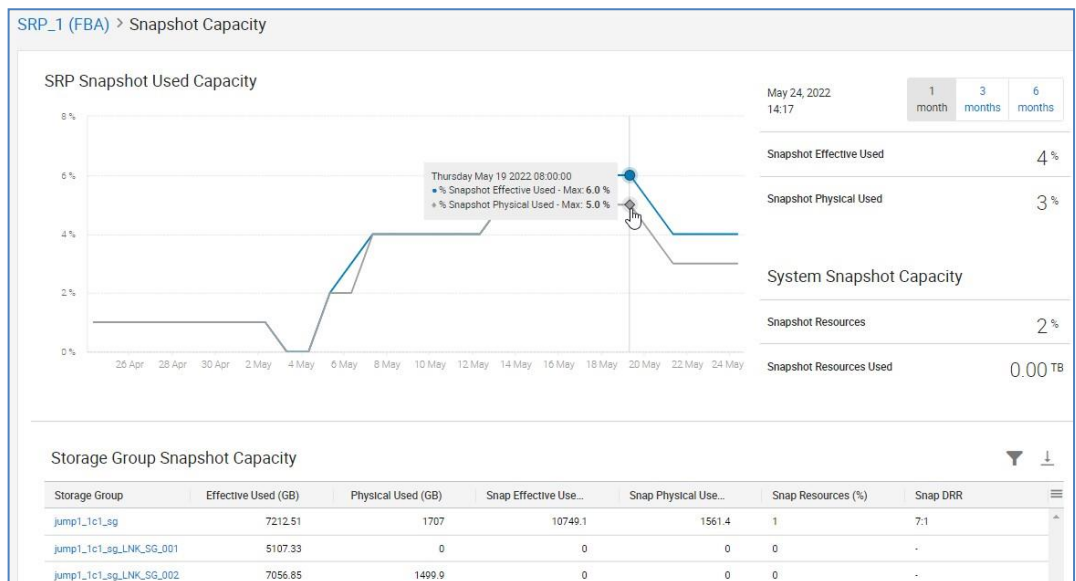 SRP_1 (FBA) > Snapshot Capacity
SRP Snapshot Used Capacity
May 24, 2022
14:17
1 month
3 months
6 months
8 %
6 %
4 %
2 %
0 %
Thursday May 19 2022 08:00:00
% Snapshot Effective Used - Max: 6.0 %
% Snapshot Physical Used - Max: 5.0 %
26 Apr 28 Apr 30 Apr 2 May 4 May 6 May 8 May 10 May 12 May 14 May 16 May 18 May 20 May 22 May 24 May
Snapshot Effective Used 4 %
Snapshot Physical Used 3 %
System Snapshot Capacity
Snapshot Resources 2 %
Snapshot Resources Used 0.00 TB
Storage Group Snapshot Capacity
Storage Group Effective Used (GB) Physical Used (GB) Snap Effective Use... Snap Physical Use... Snap Resources (%) Snap DRR
jump1_1c1_sg 7212.51 1707 10749.1 1561.4 1 7:1
jump1_1c1_sg_LNK_SG_001 5107.33 0 0 0 0 -
jump1_1c1_sg_LNK_SG_002 7056.85 1499.9 0 0 0 -